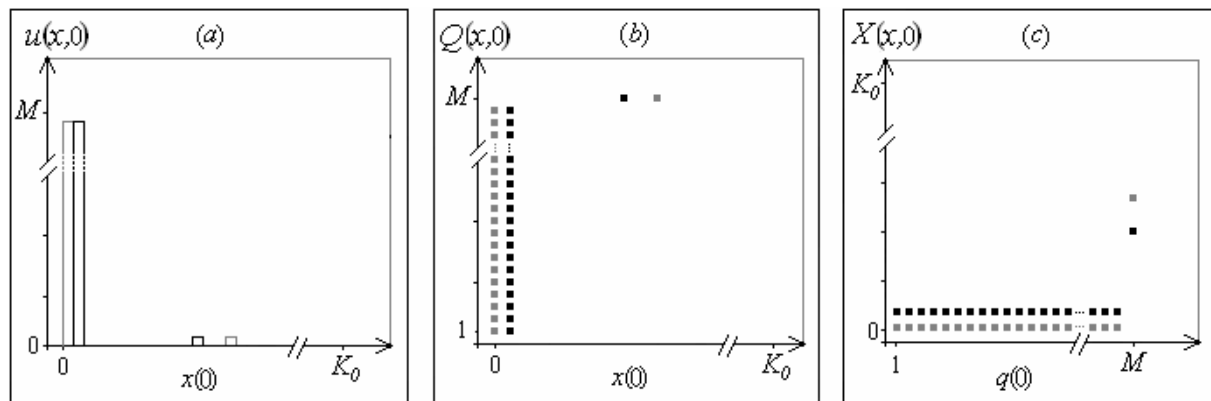 u(x,0) (a)
M
0
0 K₀
x(0)
Q(x,0) (b)
M
1
0 K₀
x(0)
X(x,0) (c)
K₀
0
1 M
q(0)